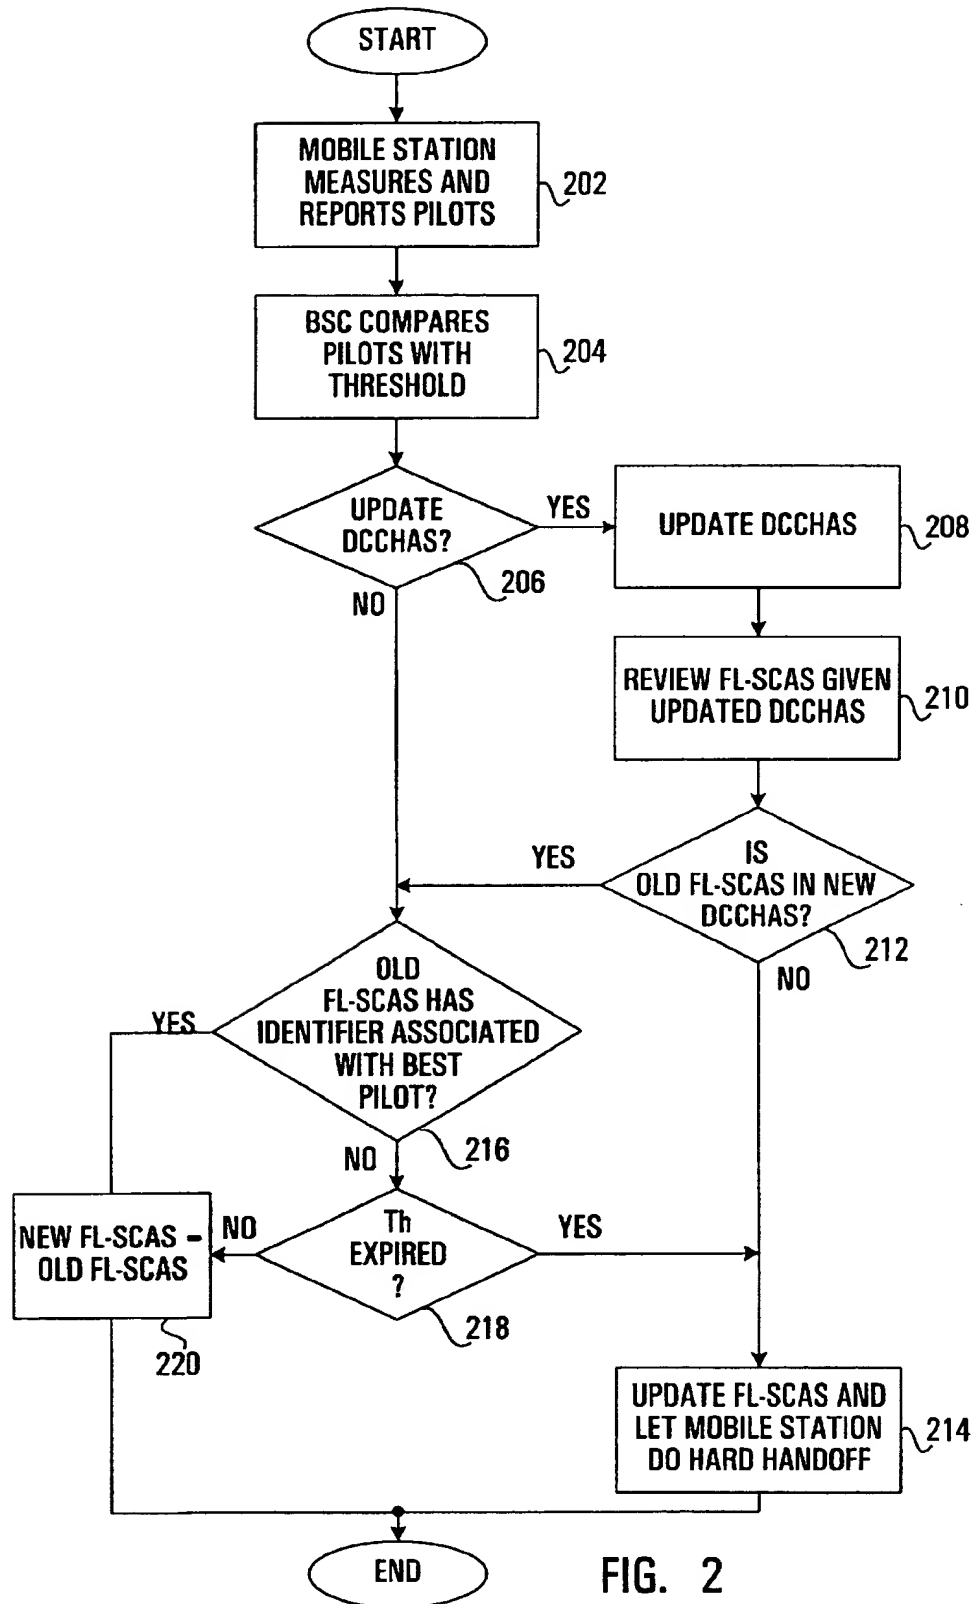 START
MOBILE STATION
MEASURES AND
REPORTS PILOTS
202
BSC COMPARES
PILOTS WITH
THRESHOLD
204
UPDATE
DCCHAS?
206
YES
NO
UPDATE DCCHAS
208
REVIEW FL-SCAS GIVEN
UPDATED DCCHAS
210
IS
OLD FL-SCAS IN NEW
DCCHAS?
212
YES
NO
OLD
FL-SCAS HAS
IDENTIFIER ASSOCIATED
WITH BEST
PILOT?
216
YES
NO
Th
EXPIRED
?
218
NO
YES
NEW FL-SCAS –
OLD FL-SCAS
220
UPDATE FL-SCAS AND
LET MOBILE STATION
DO HARD HANDOFF
214
END
FIG. 2